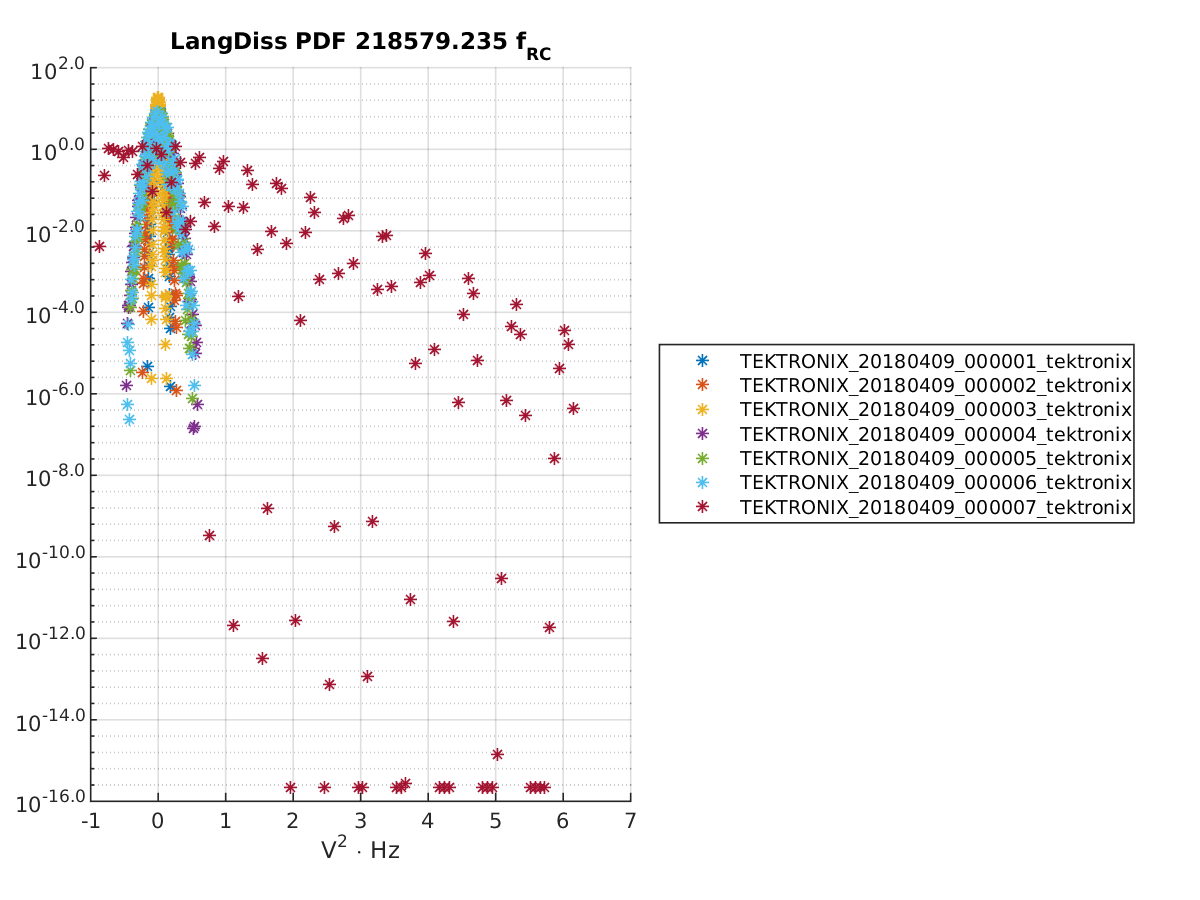 LangDiss PDF 218579.235 f_RC
10^2.0
10^0.0
10^-2.0
10^-4.0
10^-6.0
10^-8.0
10^-10.0
10^-12.0
10^-14.0
10^-16.0
-1 0 1 2 3 4 5 6 7
V^2 · Hz
TEKTRONIX_20180409_000001_tektronix
TEKTRONIX_20180409_000002_tektronix
TEKTRONIX_20180409_000003_tektronix
TEKTRONIX_20180409_000004_tektronix
TEKTRONIX_20180409_000005_tektronix
TEKTRONIX_20180409_000006_tektronix
TEKTRONIX_20180409_000007_tektronix